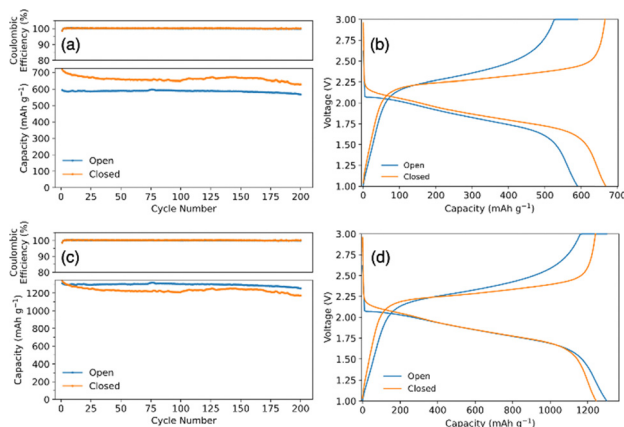 Coulombic
Efficiency (%)
100
90
80
(a)
Capacity (mAh g⁻¹)
700
600
500
400
300
200
100
0
Open
Closed
0 25 50 75 100 125 150 175 200
Cycle Number
(b)
Voltage (V)
3.00
2.75
2.50
2.25
2.00
1.75
1.50
1.25
1.00
Open
Closed
0 100 200 300 400 500 600 700
Capacity (mAh g⁻¹)
Coulombic
Efficiency (%)
100
90
80
(c)
Capacity (mAh g⁻¹)
1200
1000
800
600
400
200
0
Open
Closed
0 25 50 75 100 125 150 175 200
Cycle Number
(d)
Voltage (V)
3.00
2.75
2.50
2.25
2.00
1.75
1.50
1.25
1.00
Open
Closed
0 200 400 600 800 1000 1200
Capacity (mAh g⁻¹)